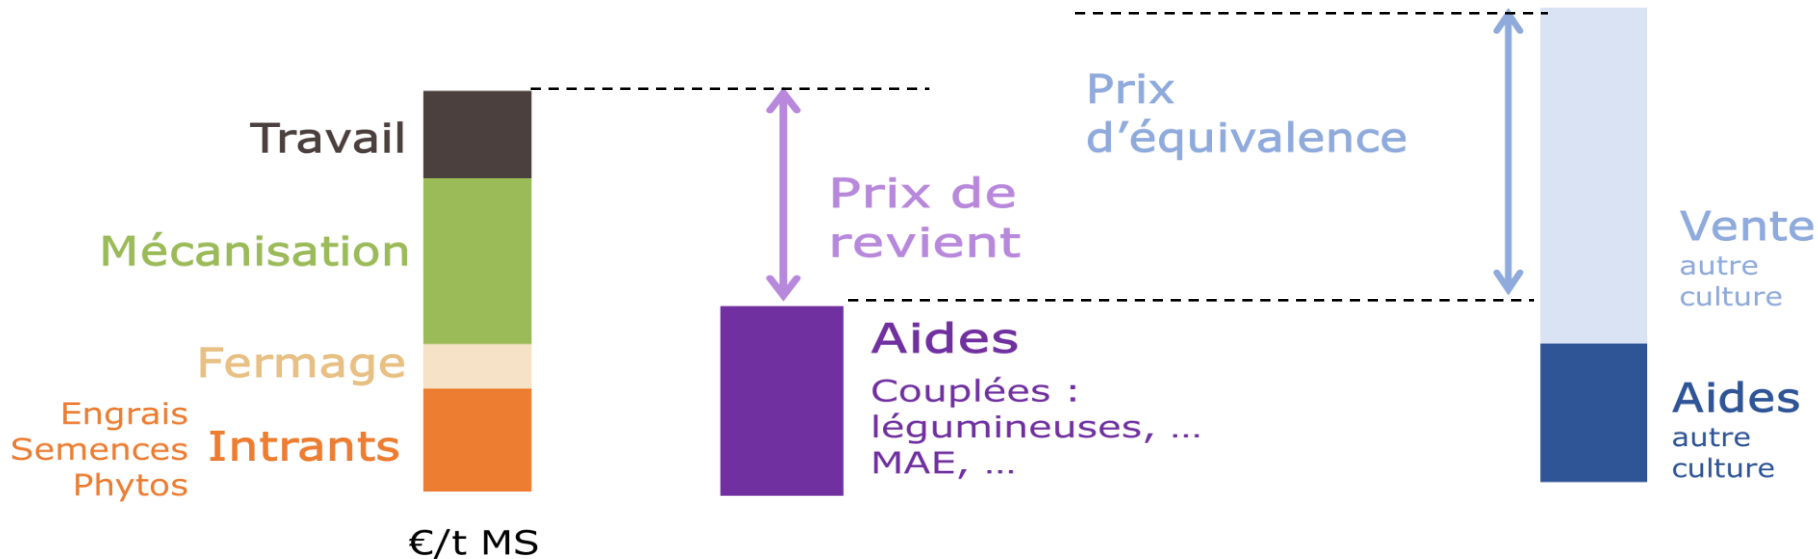 Travail
Mécanisation
Fermage
Engrais
Semences
Phytos
Intrants
€/t MS
Prix de
revient
Aides
Couplées :
légumineuses, ...
MAE, ...
Prix
d’équivalence
Vente
autre
culture
Aides
autre
culture